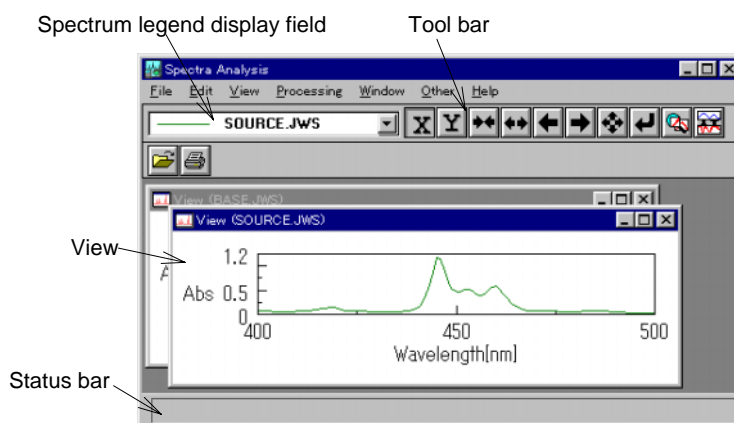 Spectrum legend display field
Tool bar
Spectra Analysis
File Edit View Processing Window Other Help
SOURCE.JWS
X Y
View (BASE.JWS)
View (SOURCE.JWS)
View
A
1.2
Abs 0.5
0
400 450 500
Wavelength[nm]
Status bar